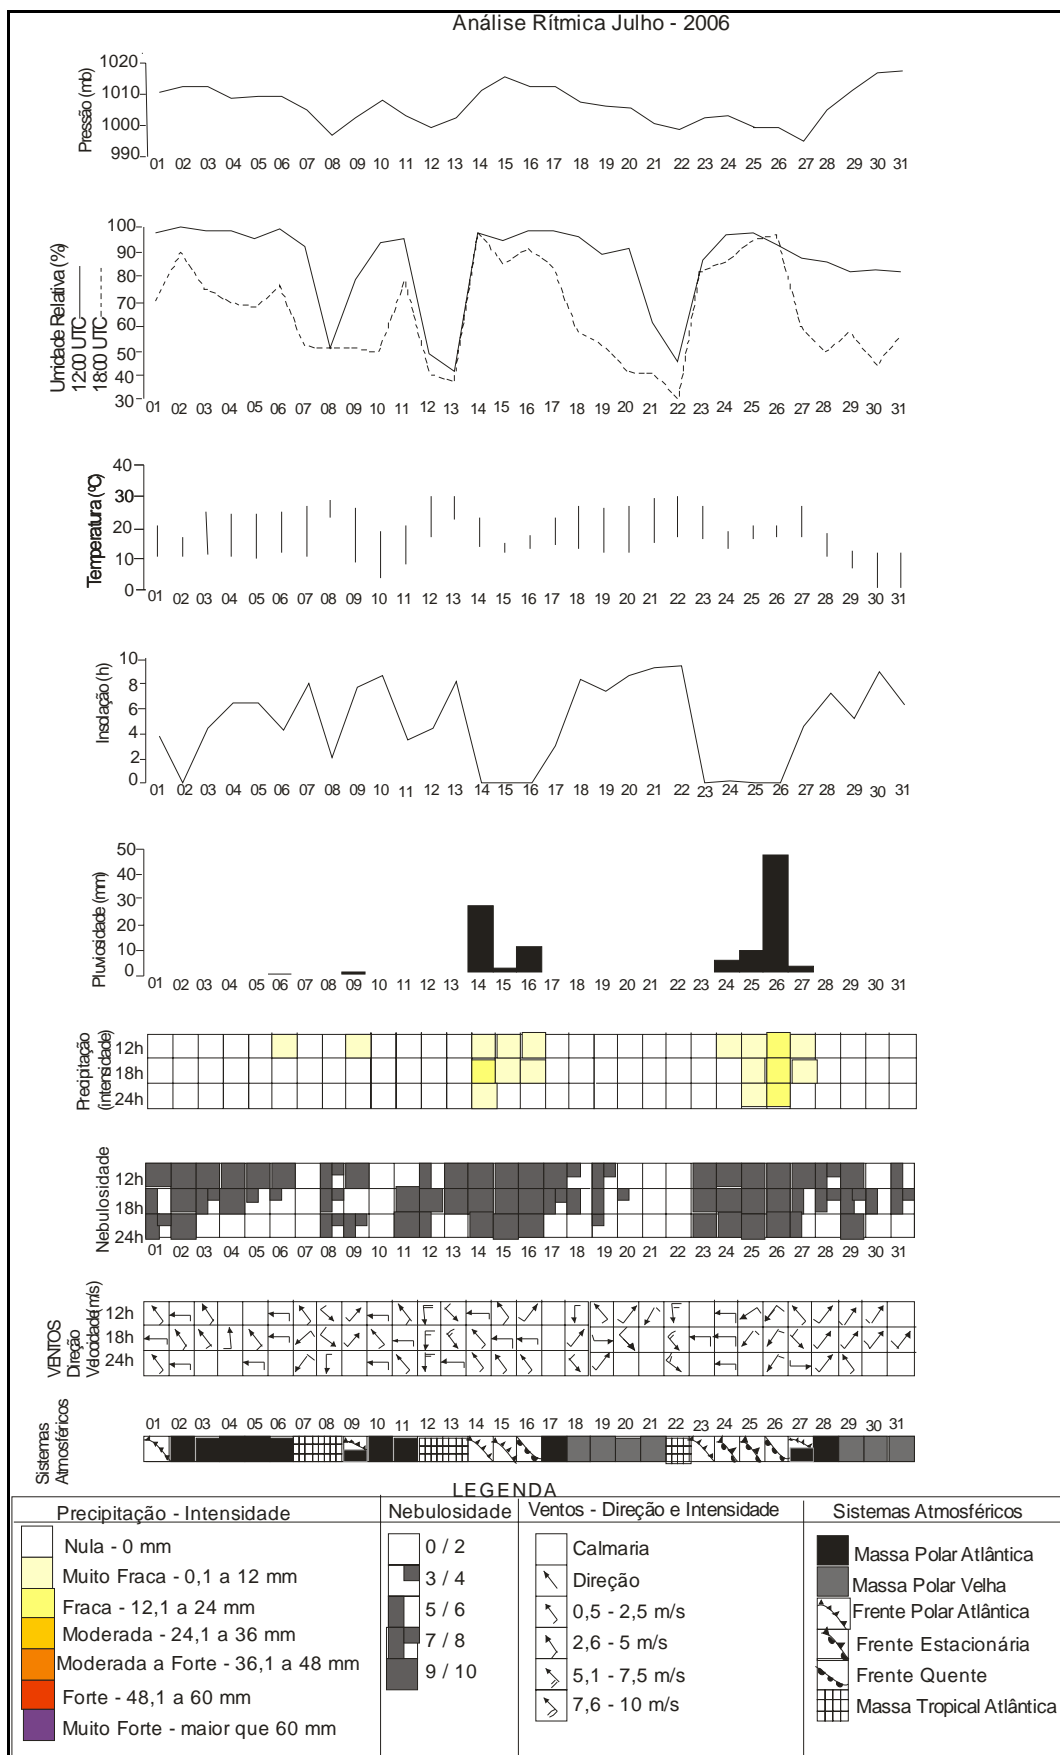 Análise Rítmica Julho - 2006
Pressão (mb)
1020
1010
1000
990
01 02 03 04 05 06 07 08 09 10 11 12 13 14 15 16 17 18 19 20 21 22 23 24 25 26 27 28 29 30 31
Umidade Relativa (%)
12:00 UTC
18:00 UTC
100
90
80
70
60
50
40
30
01 02 03 04 05 06 07 08 09 10 11 12 13 14 15 16 17 18 19 20 21 22 23 24 25 26 27 28 29 30 31
Temperatura (ºC)
40
30
20
10
0
01 02 03 04 05 06 07 08 09 10 11 12 13 14 15 16 17 18 19 20 21 22 23 24 25 26 27 28 29 30 31
Insolação (h)
10
8
6
4
2
0
01 02 03 04 05 06 07 08 09 10 11 12 13 14 15 16 17 18 19 20 21 22 23 24 25 26 27 28 29 30 31
Pluviosidade (mm)
50
40
30
20
10
0
01 02 03 04 05 06 07 08 09 10 11 12 13 14 15 16 17 18 19 20 21 22 23 24 25 26 27 28 29 30 31
Precipitação
(intensidade)
12h
18h
24h
Nebulosidade
12h
18h
24h
01 02 03 04 05 06 07 08 09 10 11 12 13 14 15 16 17 18 19 20 21 22 23 24 25 26 27 28 29 30 31
VENTOS
Direção
Velocidade(m/s)
12h
18h
24h
Sistemas
Atmosféricos
01 02 03 04 05 06 07 08 09 10 11 12 13 14 15 16 17 18 19 20 21 22 23 24 25 26 27 28 29 30 31
LEGENDA
Precipitação - Intensidade
Nula - 0 mm
Muito Fraca - 0,1 a 12 mm
Fraca - 12,1 a 24 mm
Moderada - 24,1 a 36 mm
Moderada a Forte - 36,1 a 48 mm
Forte - 48,1 a 60 mm
Muito Forte - maior que 60 mm
Nebulosidade
0 / 2
3 / 4
5 / 6
7 / 8
9 / 10
Ventos - Direção e Intensidade
Calmaria
Direção
0,5 - 2,5 m/s
2,6 - 5 m/s
5,1 - 7,5 m/s
7,6 - 10 m/s
Sistemas Atmosféricos
Massa Polar Atlântica
Massa Polar Velha
Frente Polar Atlântica
Frente Estacionária
Frente Quente
Massa Tropical Atlântica